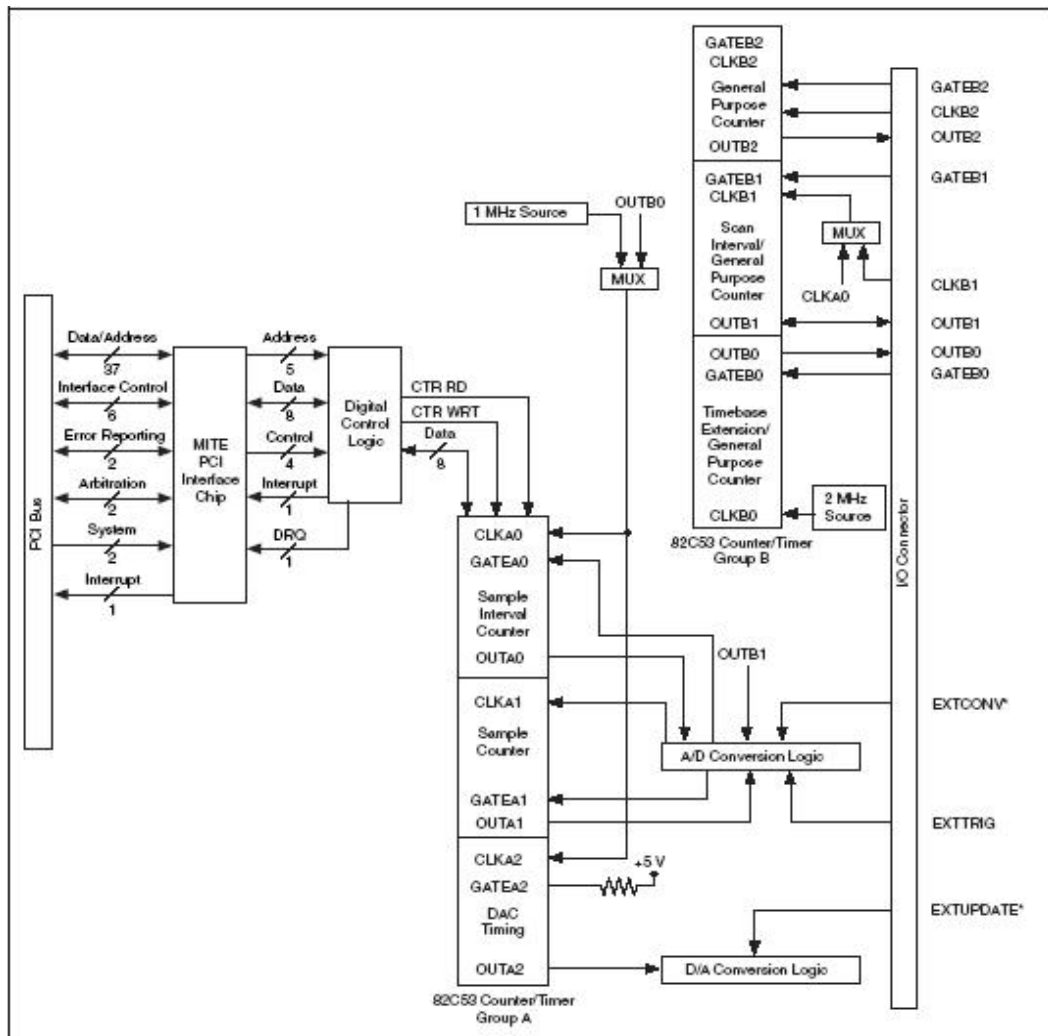 GATEB2
CLKB2
General
Purpose
Counter
OUTB2
GATEB1
CLKB1
Scan
Interval/
General
Purpose
Counter
OUTB1
OUTB0
GATEB0
Timebase
Extension/
General
Purpose
Counter
CLKB0
82C53 Counter/Timer
Group B
2 MHz
Source
MUX
CLKA0
I/O Connector
GATEB2
CLKB2
OUTB2
GATEB1
CLKB1
OUTB1
OUTB0
GATEB0
EXTCONV*
EXTTRIG
EXTUPDATE*
1 MHz Source
OUTB0
MUX
PCI Bus
Data/Address
37
Interface Control
6
Error Reporting
2
Arbitration
2
System
2
Interrupt
1
MITE
PCI
Interface
Chip
Address
5
Data
8
Control
4
Interrupt
1
DRQ
1
Digital
Control
Logic
CTR RD
CTR WRT
Data
8
CLKA0
GATEA0
Sample
Interval
Counter
OUTA0
CLKA1
Sample
Counter
GATEA1
OUTA1
CLKA2
GATEA2
DAC
Timing
OUTA2
82C53 Counter/Timer
Group A
OUTB1
A/D Conversion Logic
+5 V
D/A Conversion Logic